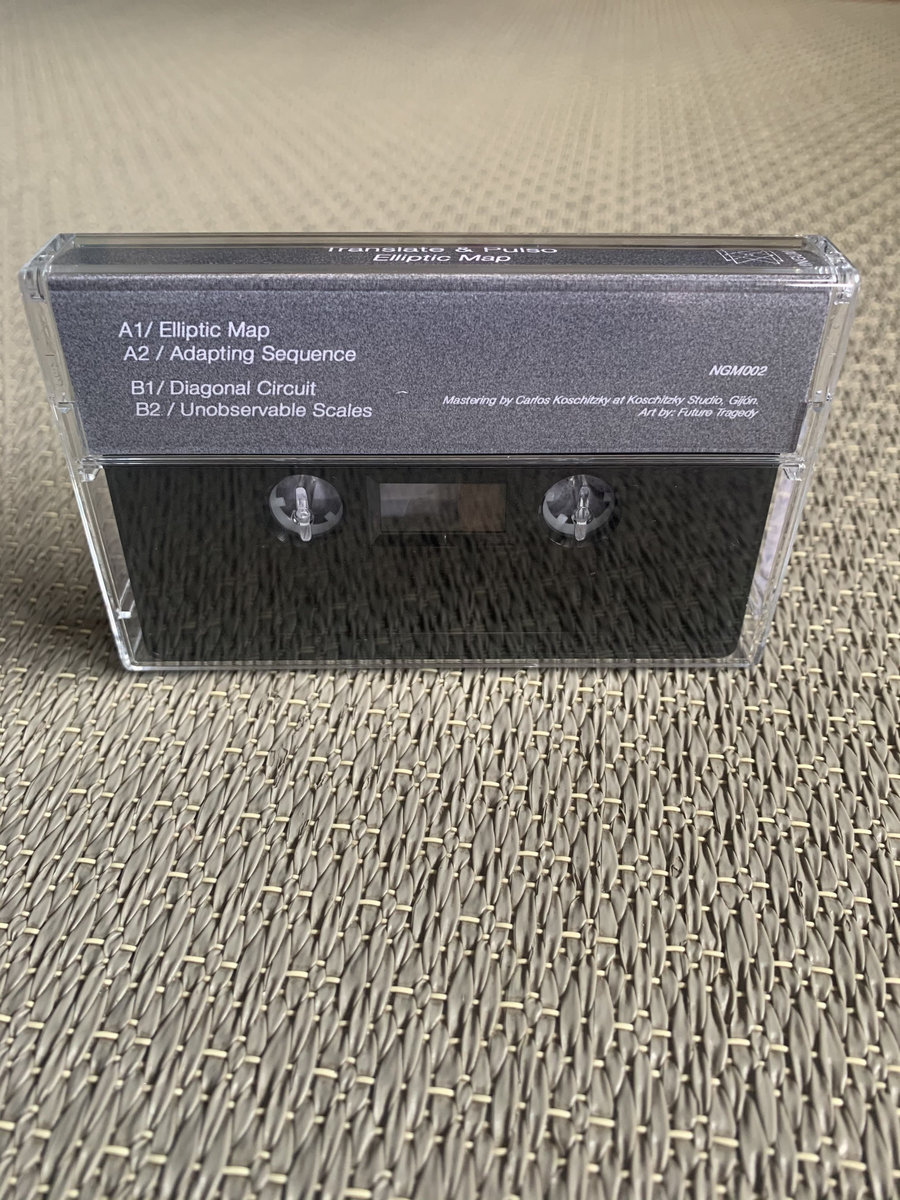 Translate & Pulso
Elliptic Map
A1/ Elliptic Map
A2 / Adapting Sequence
B1/ Diagonal Circuit
B2 / Unobservable Scales
NGM002
Mastering by Carlos Koschitzky at Koschitzky Studio, Gijón.
Art by: Future Tragedy